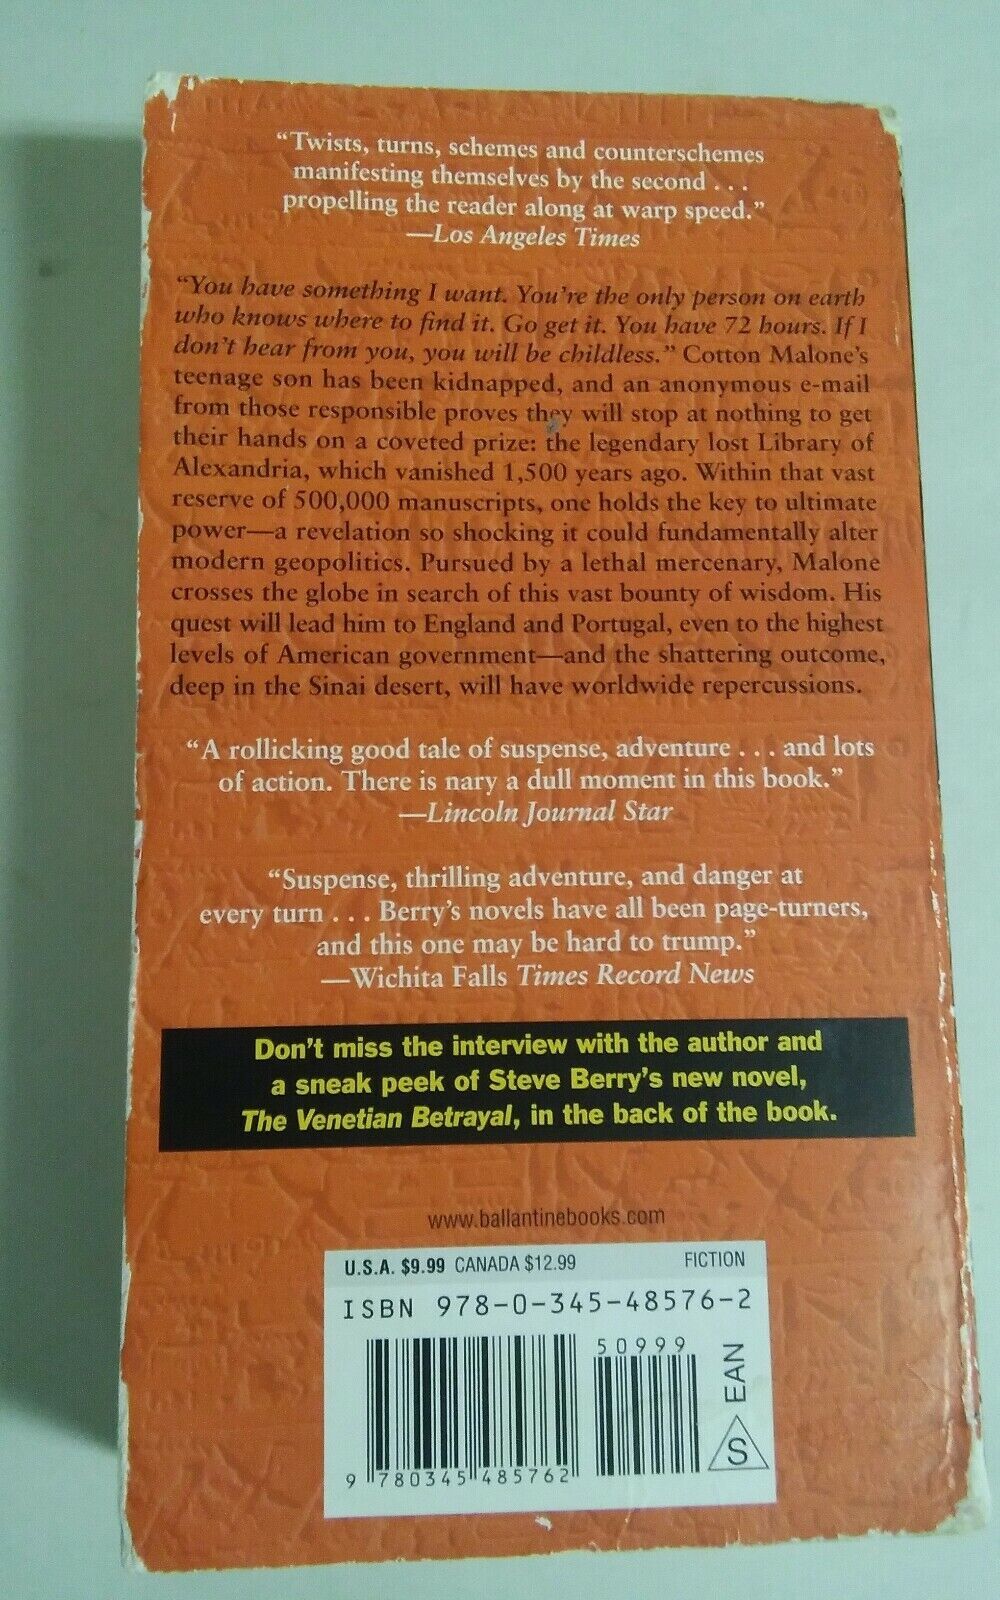 “Twists, turns, schemes and counterschemes
manifesting themselves by the second . . .
propelling the reader along at warp speed.”
—Los Angeles Times
“You have something I want. You're the only person on earth
who knows where to find it. Go get it. You have 72 hours. If I
don't hear from you, you will be childless.” Cotton Malone's
teenage son has been kidnapped, and an anonymous e-mail
from those responsible proves they will stop at nothing to get
their hands on a coveted prize: the legendary lost Library of
Alexandria, which vanished 1,500 years ago. Within that vast
reserve of 500,000 manuscripts, one holds the key to ultimate
power—a revelation so shocking it could fundamentally alter
modern geopolitics. Pursued by a lethal mercenary, Malone
crosses the globe in search of this vast bounty of wisdom. His
quest will lead him to England and Portugal, even to the highest
levels of American government—and the shattering outcome,
deep in the Sinai desert, will have worldwide repercussions.
“A rollicking good tale of suspense, adventure . . . and lots
of action. There is nary a dull moment in this book.”
—Lincoln Journal Star
“Suspense, thrilling adventure, and danger at
every turn . . . Berry's novels have all been page-turners,
and this one may be hard to trump.”
—Wichita Falls Times Record News
Don't miss the interview with the author and
a sneak peek of Steve Berry's new novel,
The Venetian Betrayal, in the back of the book.
www.ballantinebooks.com
U.S.A. $9.99 CANADA $12.99 FICTION
ISBN 978-0-345-48576-2
50999
EAN
S
9 780345 485762